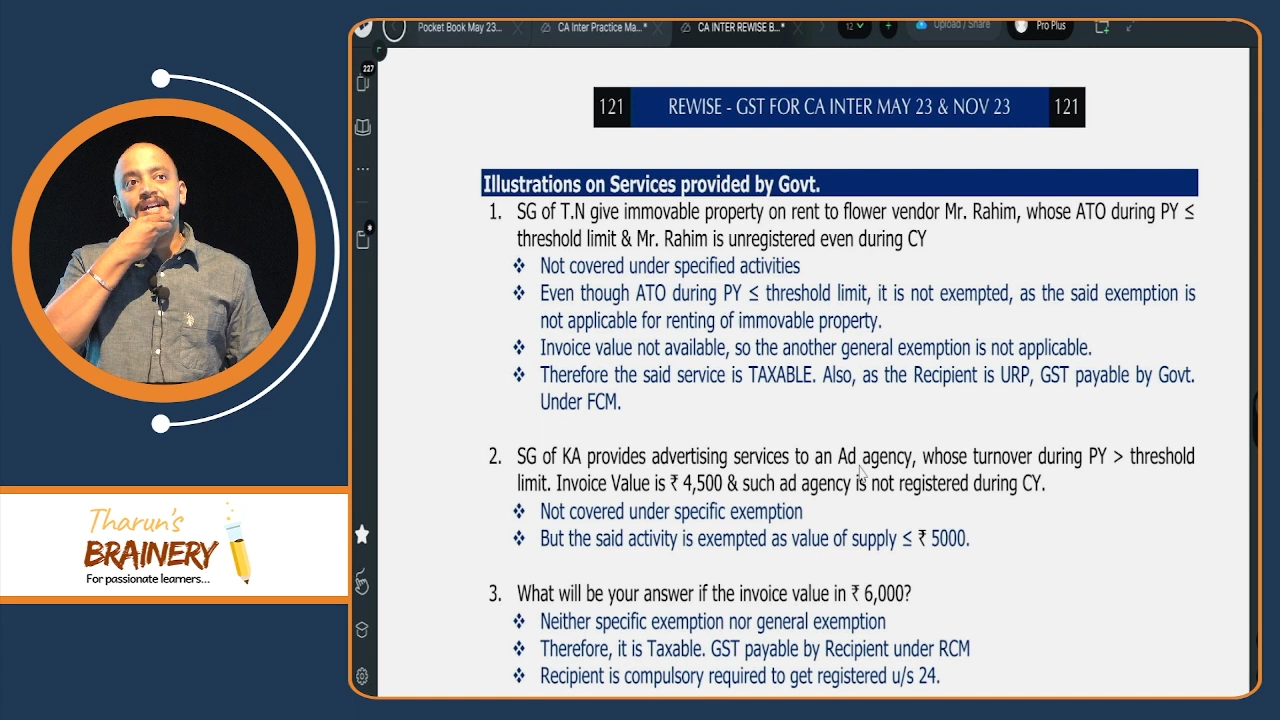 Pocket Book May 23...
CA Inter Practice Ma...*
CA INTER REWISE B...*
12
Upload / Share
Pro Plus
227
121 REWISE - GST FOR CA INTER MAY 23 & NOV 23 121
Illustrations on Services provided by Govt.
1. SG of T.N give immovable property on rent to flower vendor Mr. Rahim, whose ATO during PY ≤
threshold limit & Mr. Rahim is unregistered even during CY
❖ Not covered under specified activities
❖ Even though ATO during PY ≤ threshold limit, it is not exempted, as the said exemption is
not applicable for renting of immovable property.
❖ Invoice value not available, so the another general exemption is not applicable.
❖ Therefore the said service is TAXABLE. Also, as the Recipient is URP, GST payable by Govt.
Under FCM.
2. SG of KA provides advertising services to an Ad agency, whose turnover during PY > threshold
limit. Invoice Value is ₹ 4,500 & such ad agency is not registered during CY.
❖ Not covered under specific exemption
❖ But the said activity is exempted as value of supply ≤ ₹ 5000.
3. What will be your answer if the invoice value in ₹ 6,000?
❖ Neither specific exemption nor general exemption
❖ Therefore, it is Taxable. GST payable by Recipient under RCM
❖ Recipient is compulsory required to get registered u/s 24.
Tharun's
BRAINERY
For passionate learners...